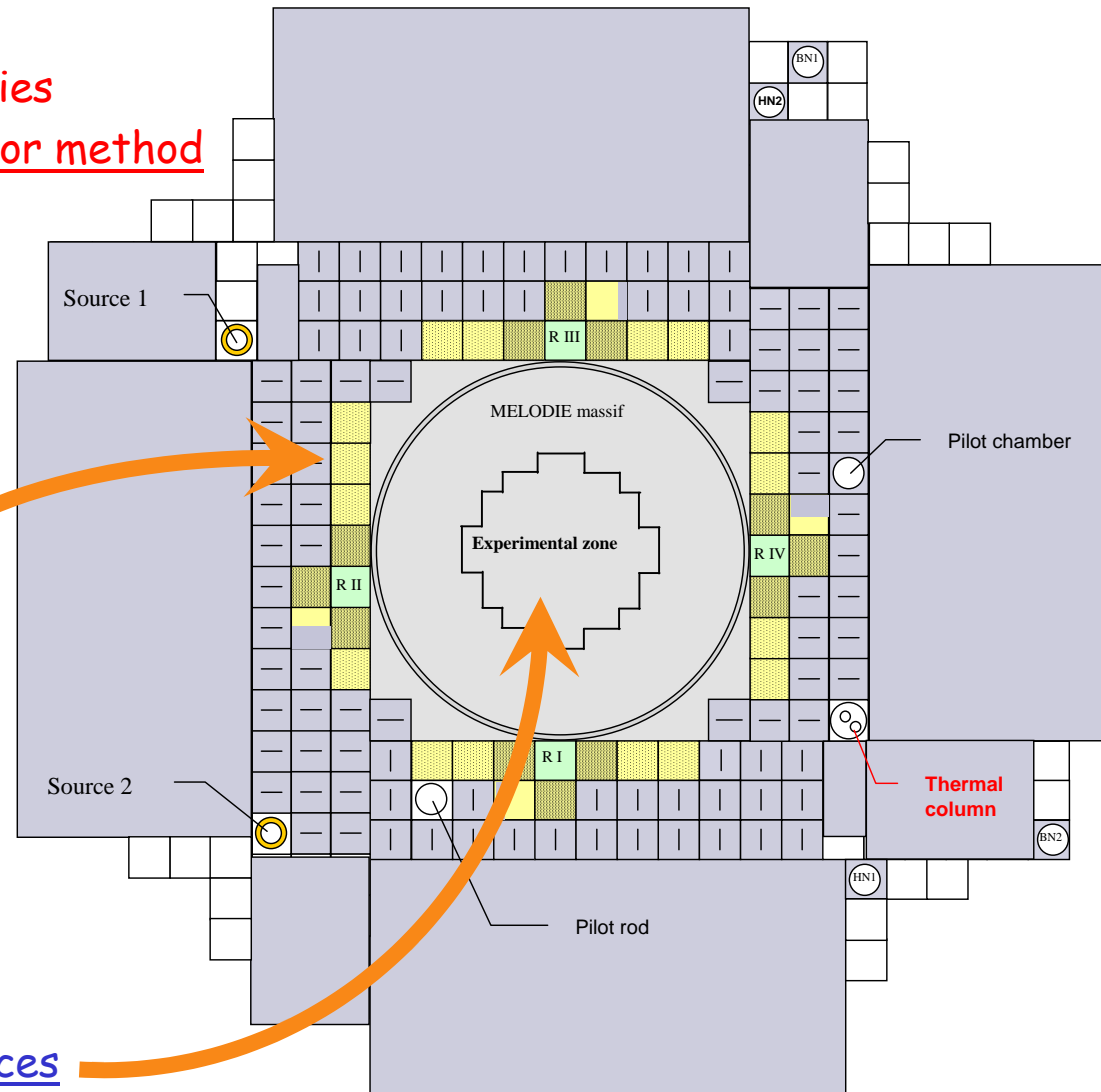 ies
or method
BN1
HN2
Source 1
R III
MELODIE massif
Pilot chamber
Experimental zone
R IV
R II
R I
Source 2
Thermal
column
BN2
HN1
Pilot rod
ces